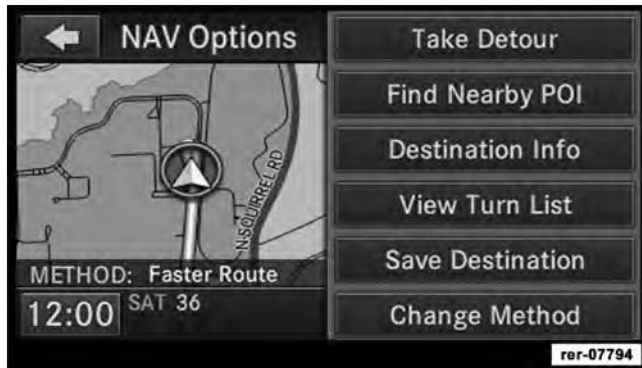 NAV Options
N SQUIRREL RD
METHOD: Faster Route
12:00
SAT 36
Take Detour
Find Nearby POI
Destination Info
View Turn List
Save Destination
Change Method
rer-07794